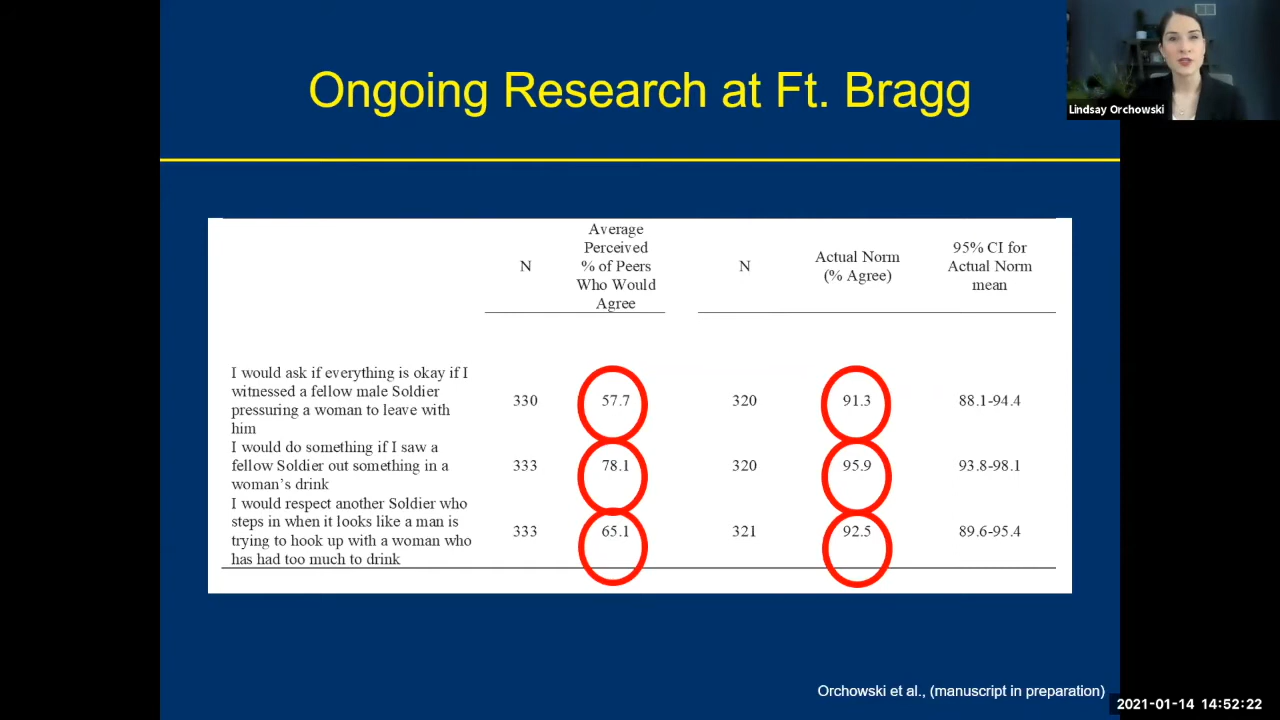 Ongoing Research at Ft. Bragg
Lindsay Orchowski
Average
Perceived
% of Peers
Who Would
Agree
N
N
Actual Norm
(% Agree)
95% CI for
Actual Norm
mean
I would ask if everything is okay if I
witnessed a fellow male Soldier
pressuring a woman to leave with
him
330 57.7 320 91.3 88.1-94.4
I would do something if I saw a
fellow Soldier out something in a
woman's drink
333 78.1 320 95.9 93.8-98.1
I would respect another Soldier who
steps in when it looks like a man is
trying to hook up with a woman who
has had too much to drink
333 65.1 321 92.5 89.6-95.4
Orchowski et al., (manuscript in preparation)
2021-01-14 14:52:22